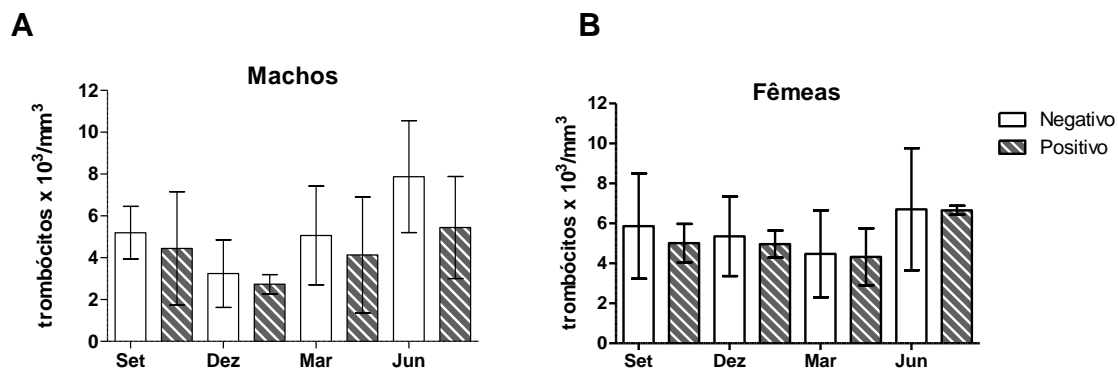 A
Machos
trombócitos x 10³/mm³
12
10
8
6
4
2
0
Set Dez Mar Jun
B
Fêmeas
trombócitos x 10³/mm³
12
10
8
6
4
2
0
Set Dez Mar Jun
Negativo
Positivo